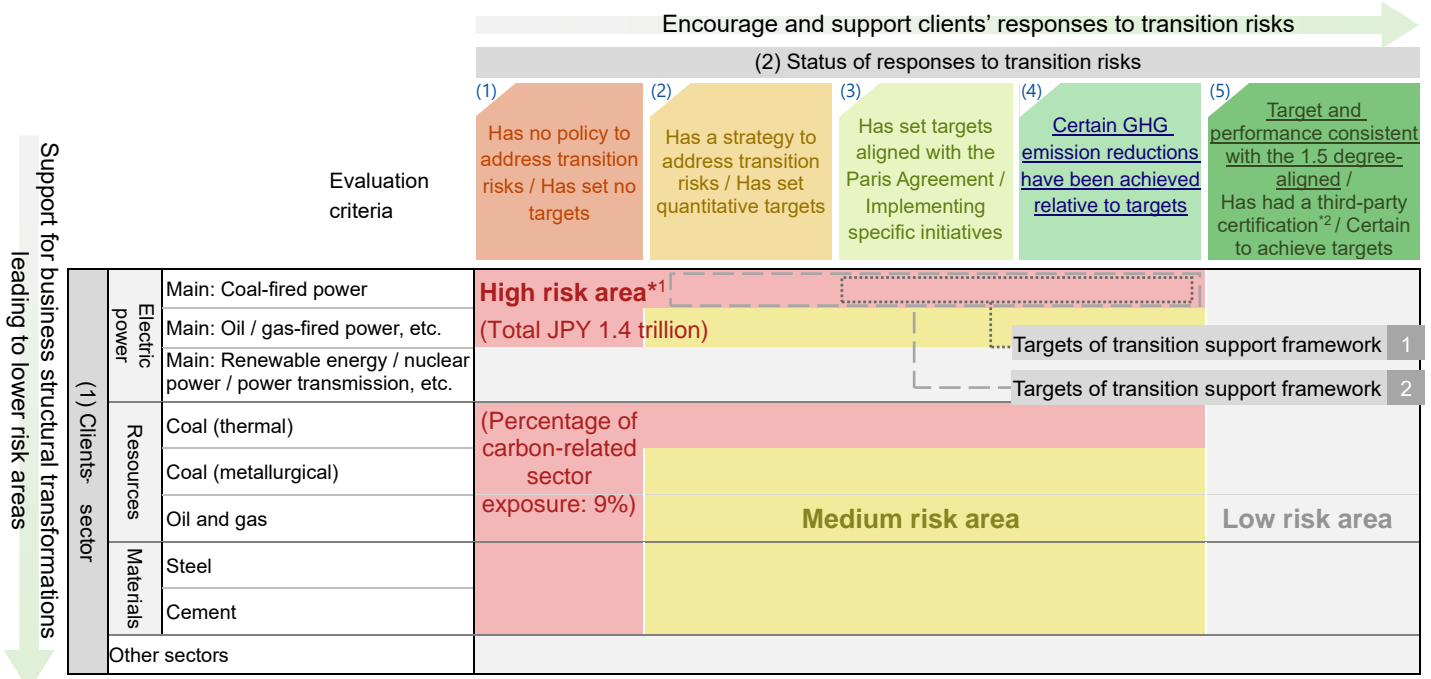 Encourage and support clients' responses to transition risks
(2) Status of responses to transition risks
Support for business structural transformations
leading to lower risk areas
Evaluation
criteria
(1)
Has no policy to
address transition
risks / Has set no
targets
(2)
Has a strategy to
address transition
risks / Has set
quantitative targets
(3)
Has set targets
aligned with the
Paris Agreement /
Implementing
specific initiatives
(4)
Certain GHG
emission reductions
have been achieved
relative to targets
(5)
Target and
performance consistent
with the 1.5 degree-
aligned /
Has had a third-party
certification*2 / Certain
to achieve targets
(1) Clients- sector
Electric
power
Main: Coal-fired power
Main: Oil / gas-fired power, etc.
Main: Renewable energy / nuclear
power / power transmission, etc.
High risk area*1
(Total JPY 1.4 trillion)
Targets of transition support framework 1
Targets of transition support framework 2
Resources
Coal (thermal)
Coal (metallurgical)
Oil and gas
(Percentage of
carbon-related
sector
exposure: 9%)
Medium risk area
Low risk area
Materials
Steel
Cement
Other sectors